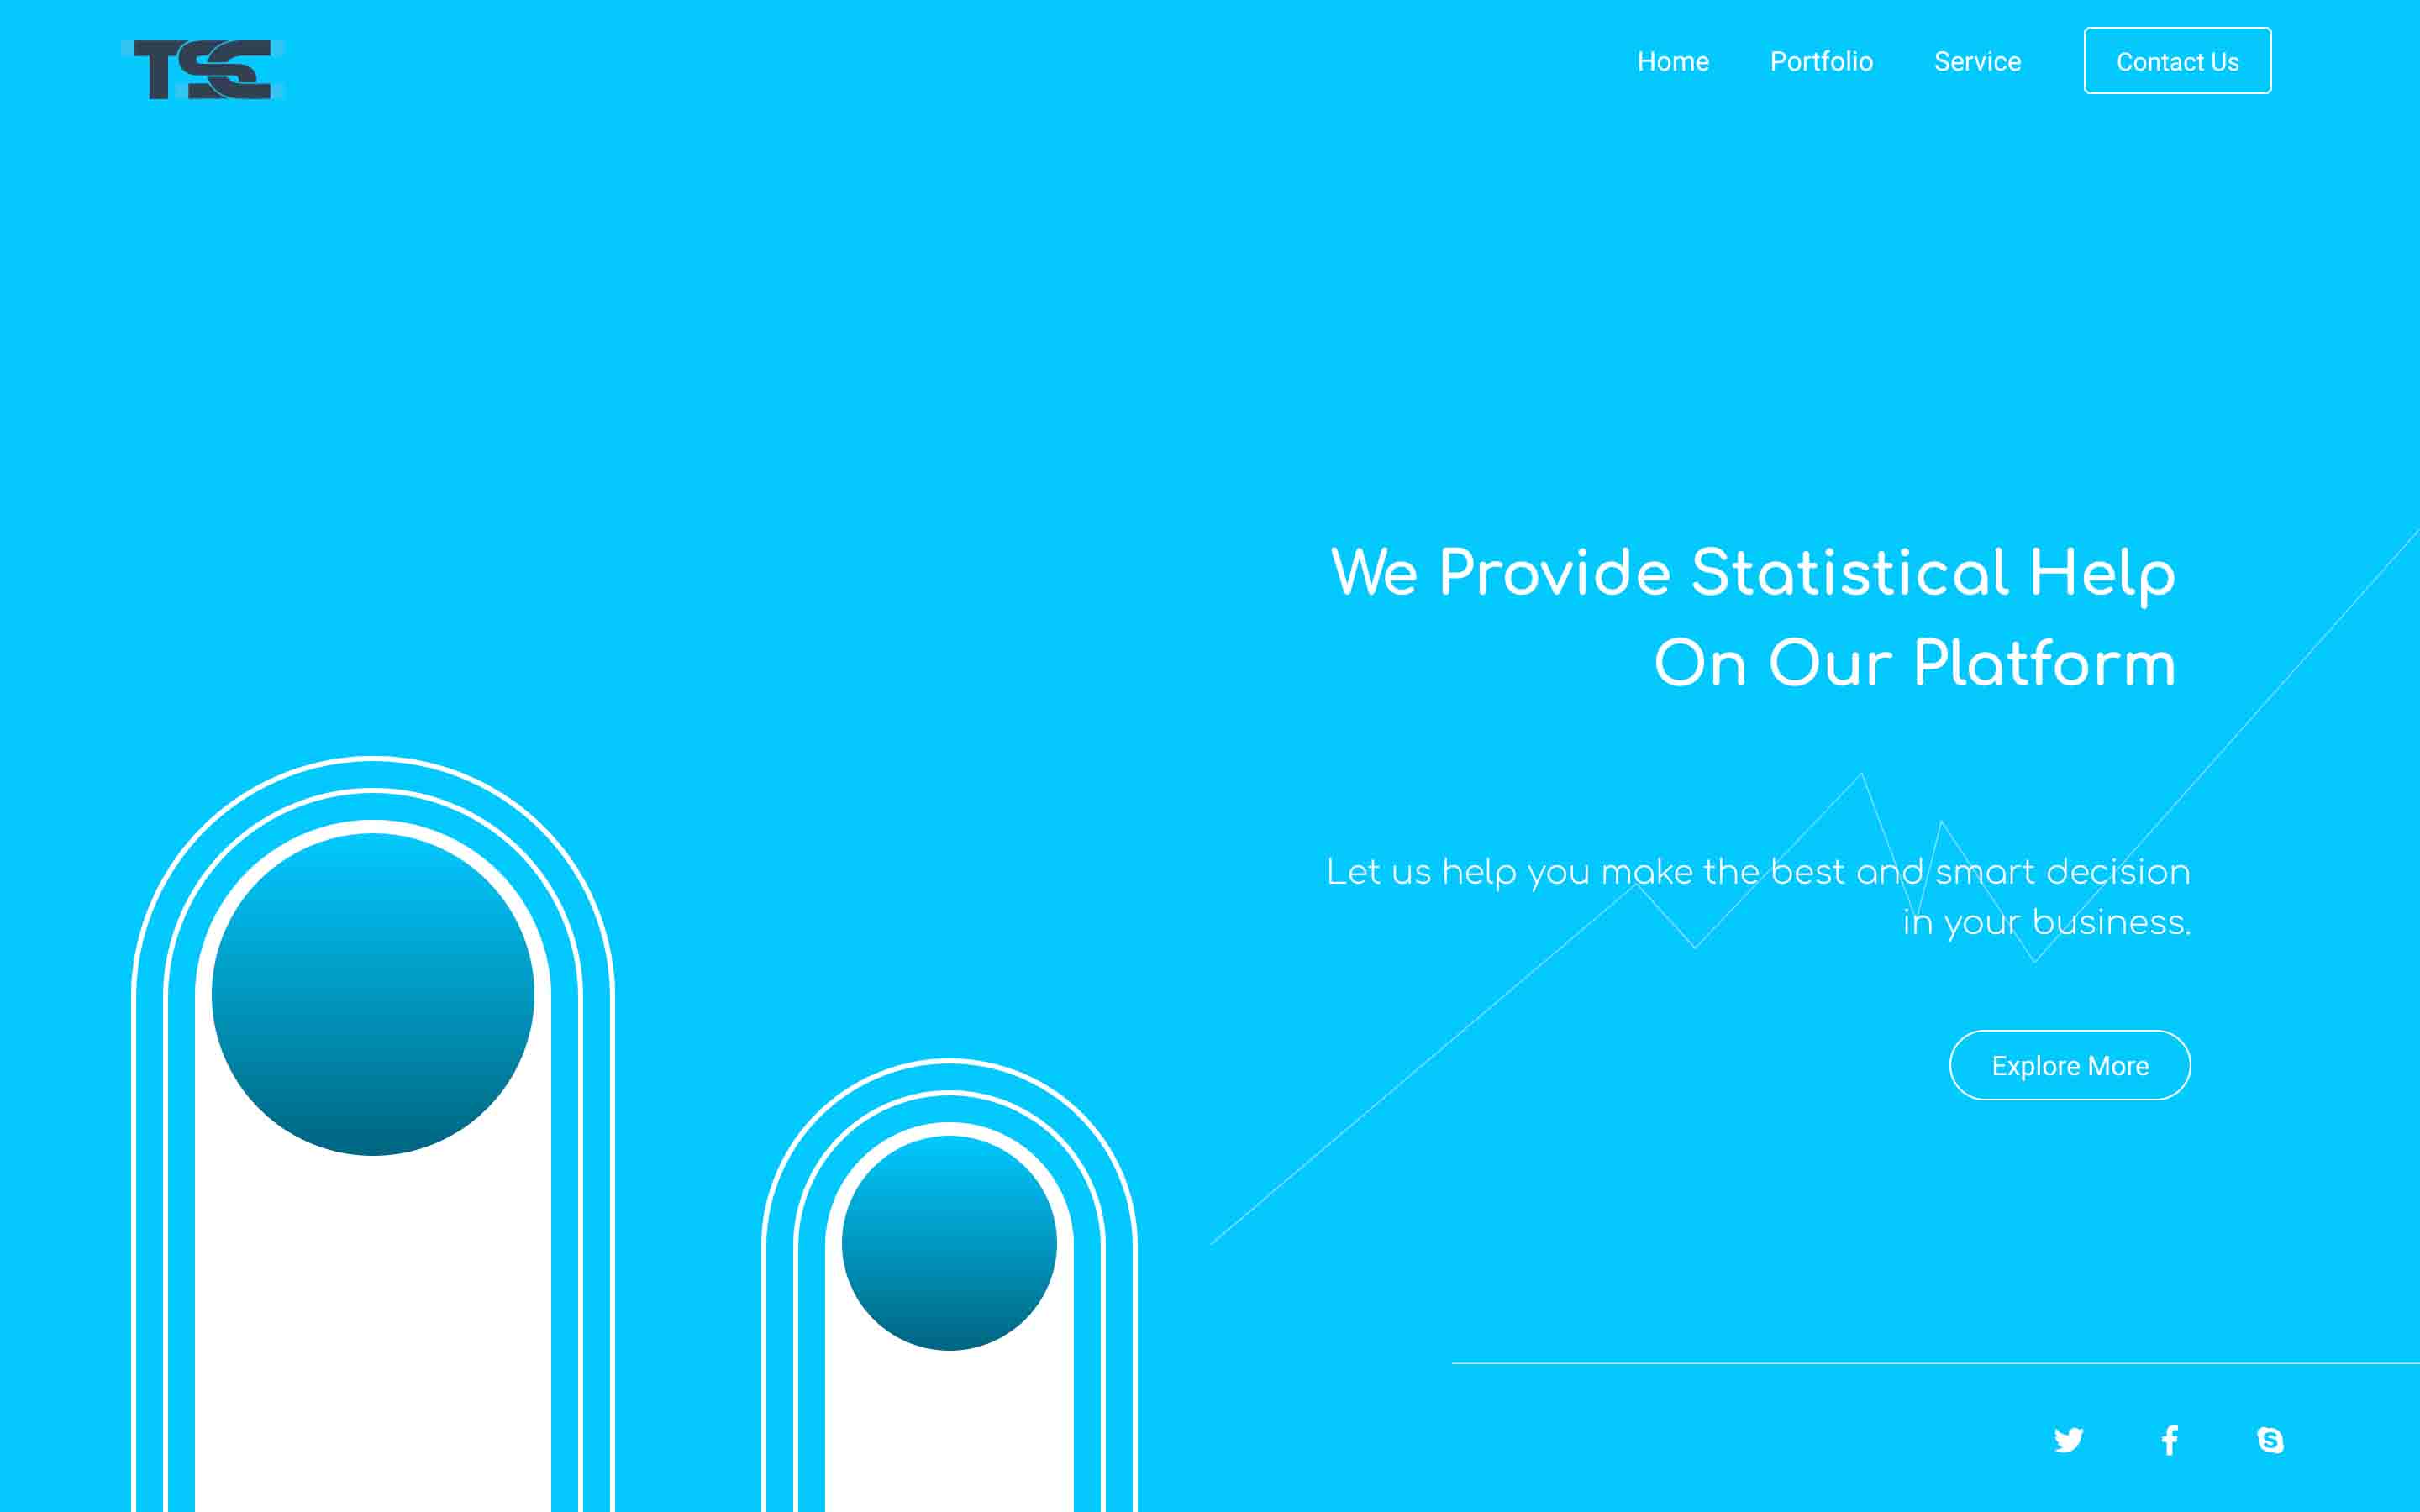 TSC
Home Portfolio Service Contact Us
We Provide Statistical Help
On Our Platform
Let us help you make the best and smart decision
in your business.
Explore More